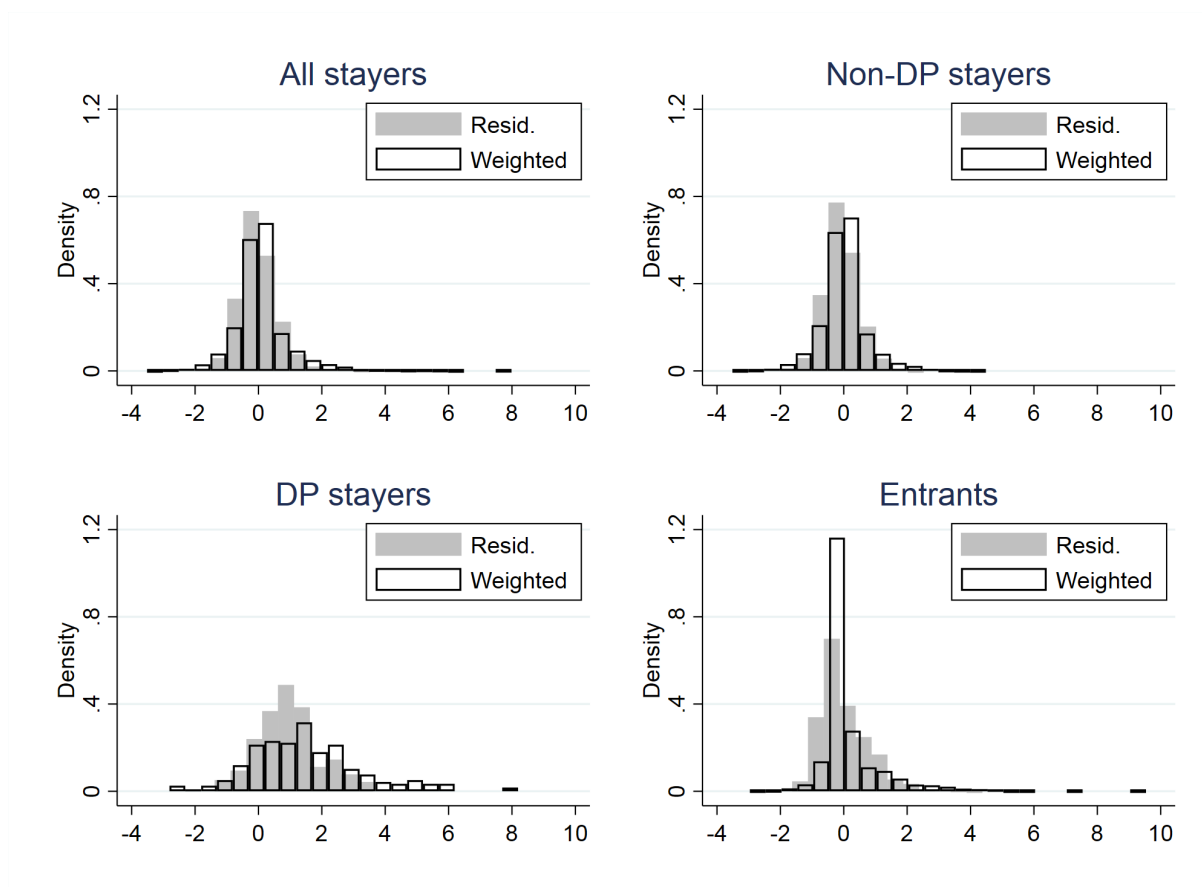 All stayers
Density
0 .4 .8 1.2
-4 -2 0 2 4 6 8 10
Resid.
Weighted
Non-DP stayers
Density
0 .4 .8 1.2
-4 -2 0 2 4 6 8 10
Resid.
Weighted
DP stayers
Density
0 .4 .8 1.2
-4 -2 0 2 4 6 8 10
Resid.
Weighted
Entrants
Density
0 .4 .8 1.2
-4 -2 0 2 4 6 8 10
Resid.
Weighted